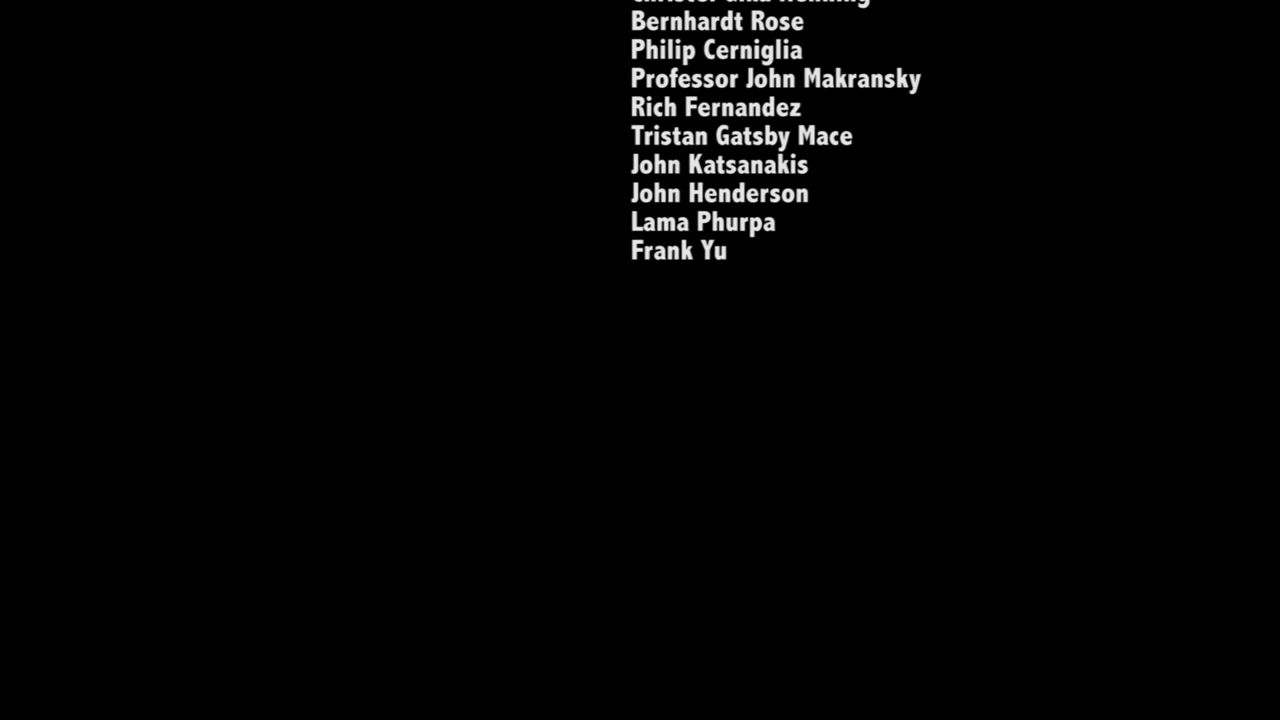 Bernhardt Rose
Philip Cerniglia
Professor John Makransky
Rich Fernandez
Tristan Gatsby Mace
John Katsanakis
John Henderson
Lama Phurpa
Frank Yu